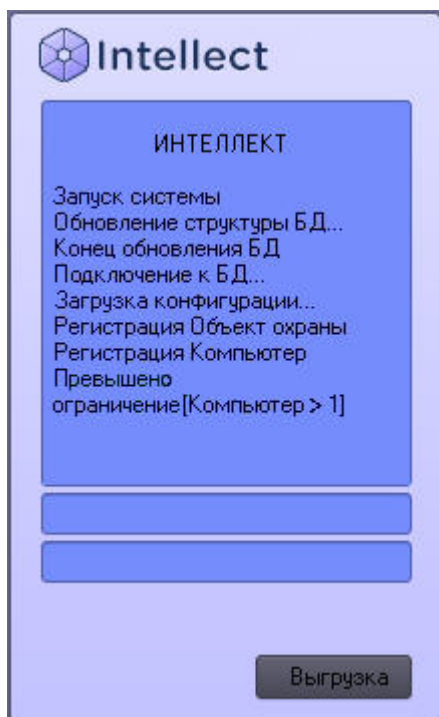 Intellect
ИНТЕЛЛЕКТ
Запуск системы
Обновление структуры БД...
Конец обновления БД
Подключение к БД...
Загрузка конфигурации...
Регистрация Объект охраны
Регистрация Компьютер
Превышено
ограничение[Компьютер > 1]
Выгрузка